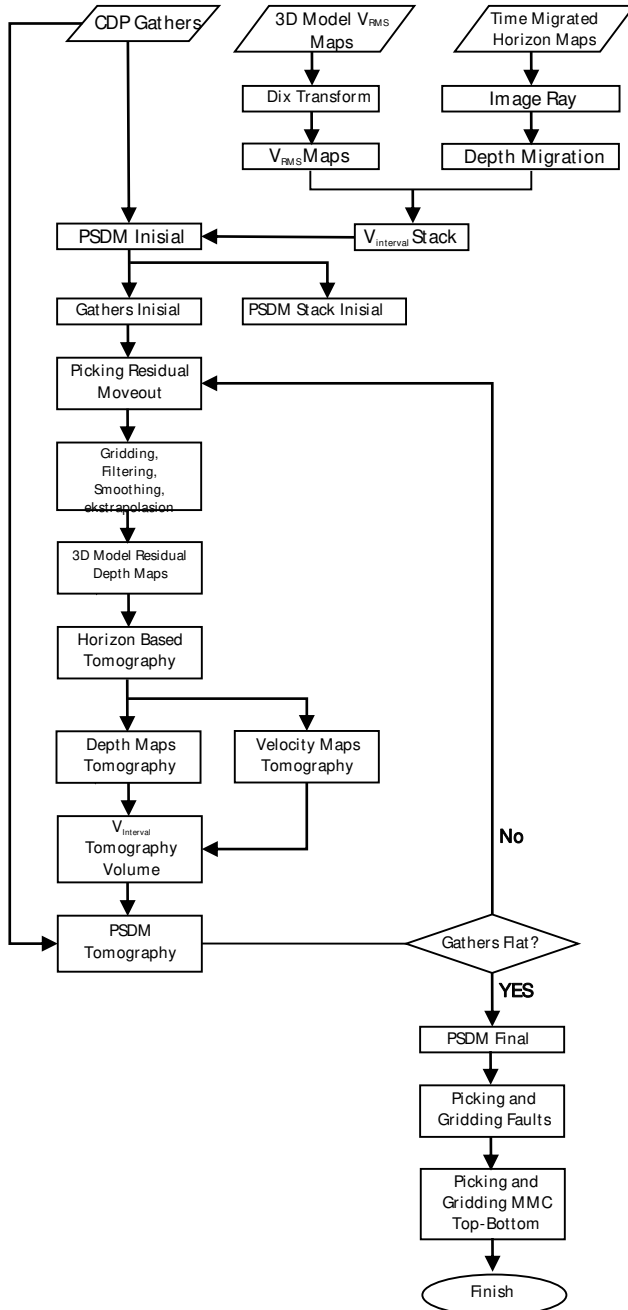 CDP Gathers
3D Model VRMS
Maps
Time Migrated
Horizon Maps
Dix Transform
Image Ray
VRMS Maps
Depth Migration
PSDM Inisial
Vinterval Stack
Gathers Inisial
PSDM Stack Inisial
Picking Residual
Moveout
Gridding,
Filtering,
Smoothing,
ekstrapolasion
3D Model Residual
Depth Maps
Horizon Based
Tomography
Depth Maps
Tomography
Velocity Maps
Tomography
VInterval
Tomography
Volume
No
PSDM
Tomography
Gathers Flat?
YES
PSDM Final
Picking and
Gridding Faults
Picking and
Gridding MMC
Top-Bottom
Finish